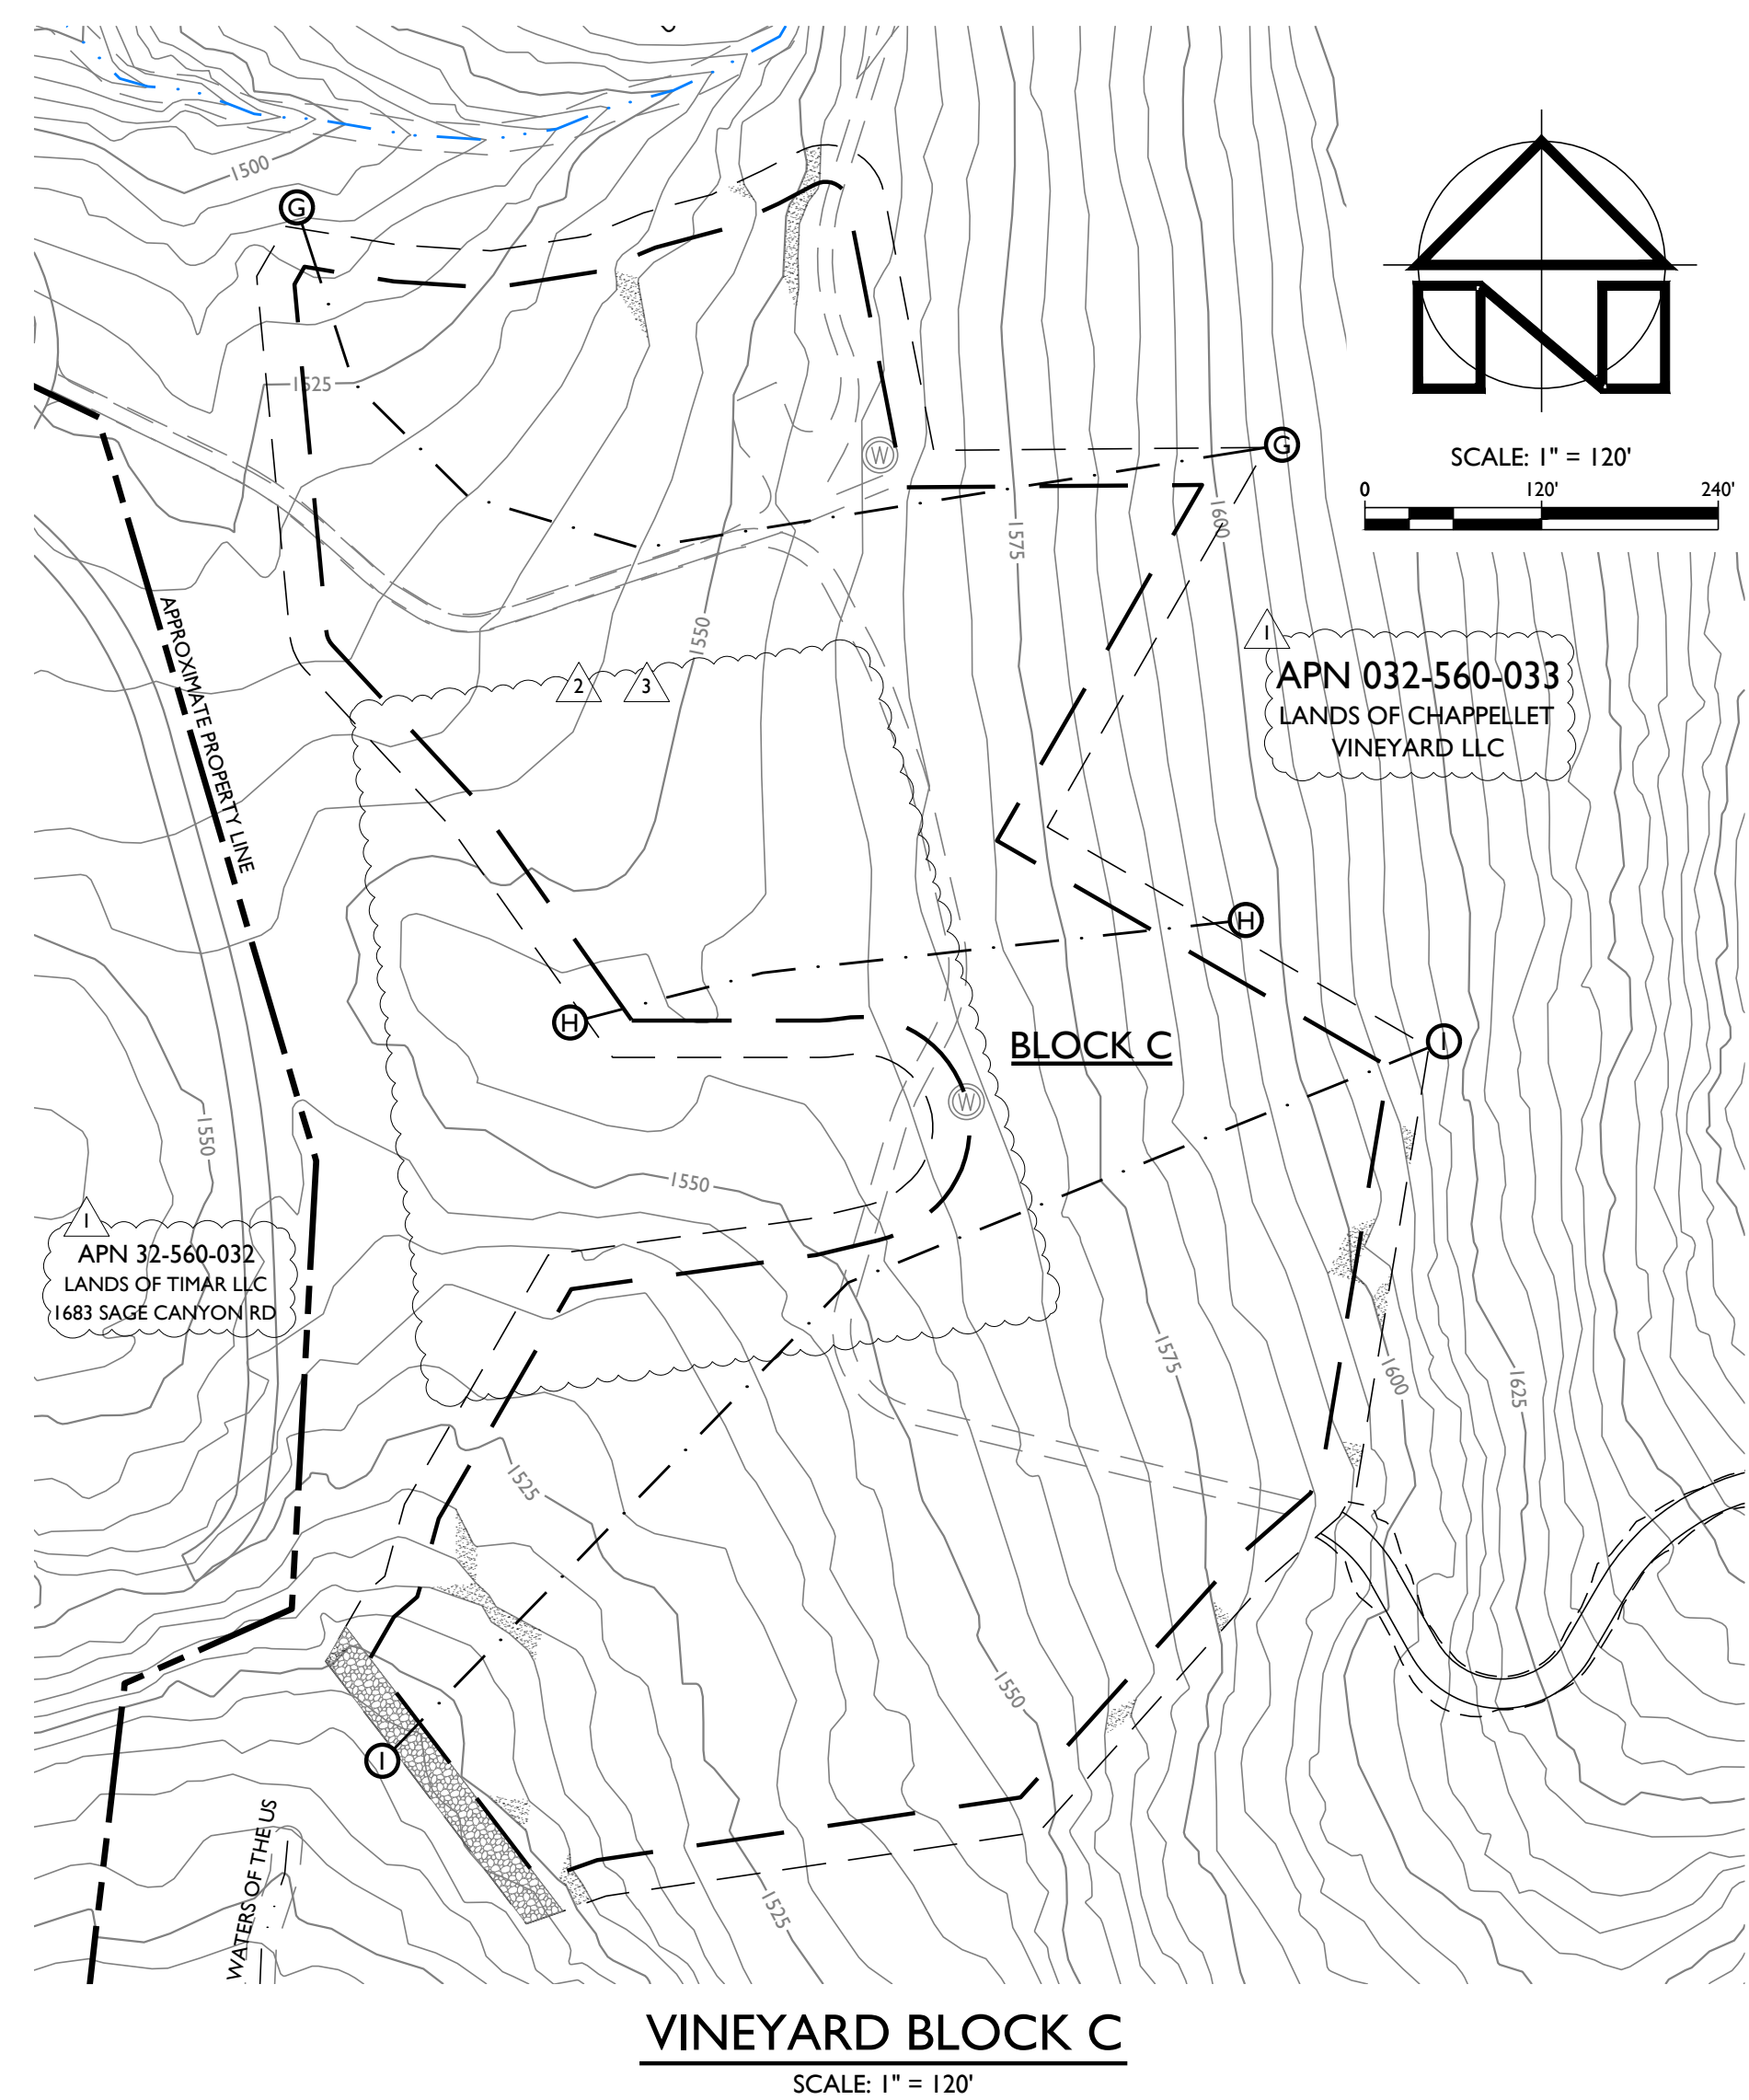 1500
G
1525
W
G
SCALE: 1" = 120'
0 120' 240'
1575
1600
APPROXIMATE PROPERTY LINE
1550
1
2 3
APN 032-560-033
LANDS OF CHAPPELLET
VINEYARD LLC
H
H
BLOCK C
I
W
1550
1550
1
APN 32-560-032
LANDS OF TIMAR LLC
1683 SAGE CANYON RD
1575
1600
1625
1525
1550
I
WATERS OF THE US
1525
VINEYARD BLOCK C
SCALE: 1" = 120'